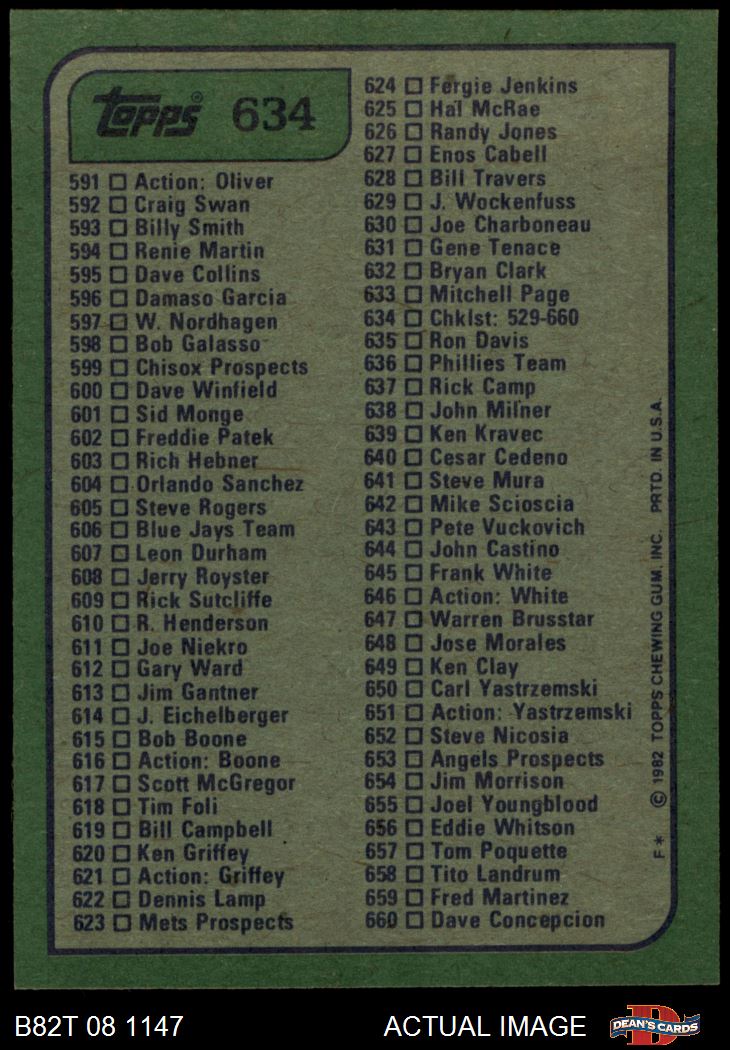 Topps® 634
591 Action: Oliver
592 Craig Swan
593 Billy Smith
594 Renie Martin
595 Dave Collins
596 Damaso Garcia
597 W. Nordhagen
598 Bob Galasso
599 Chisox Prospects
600 Dave Winfield
601 Sid Monge
602 Freddie Patek
603 Rich Hebner
604 Orlando Sanchez
605 Steve Rogers
606 Blue Jays Team
607 Leon Durham
608 Jerry Royster
609 Rick Sutcliffe
610 R. Henderson
611 Joe Niekro
612 Gary Ward
613 Jim Gantner
614 J. Eichelberger
615 Bob Boone
616 Action: Boone
617 Scott McGregor
618 Tim Foli
619 Bill Campbell
620 Ken Griffey
621 Action: Griffey
622 Dennis Lamp
623 Mets Prospects
624 Fergie Jenkins
625 Hal McRae
626 Randy Jones
627 Enos Cabell
628 Bill Travers
629 J. Wockenfuss
630 Joe Charboneau
631 Gene Tenace
632 Bryan Clark
633 Mitchell Page
634 Chklst: 529-660
635 Ron Davis
636 Phillies Team
637 Rick Camp
638 John Milner
639 Ken Kravec
640 Cesar Cedeno
641 Steve Mura
642 Mike Scioscia
643 Pete Vuckovich
644 John Castino
645 Frank White
646 Action: White
647 Warren Brusstar
648 Jose Morales
649 Ken Clay
650 Carl Yastrzemski
651 Action: Yastrzemski
652 Steve Nicosia
653 Angels Prospects
654 Jim Morrison
655 Joel Youngblood
656 Eddie Whitson
657 Tom Poquette
658 Tito Landrum
659 Fred Martinez
660 Dave Concepcion
F* © 1982 TOPPS CHEWING GUM, INC. PRTD. IN U.S.A.
B82T 08 1147 ACTUAL IMAGE
D
DEAN'S CARDS